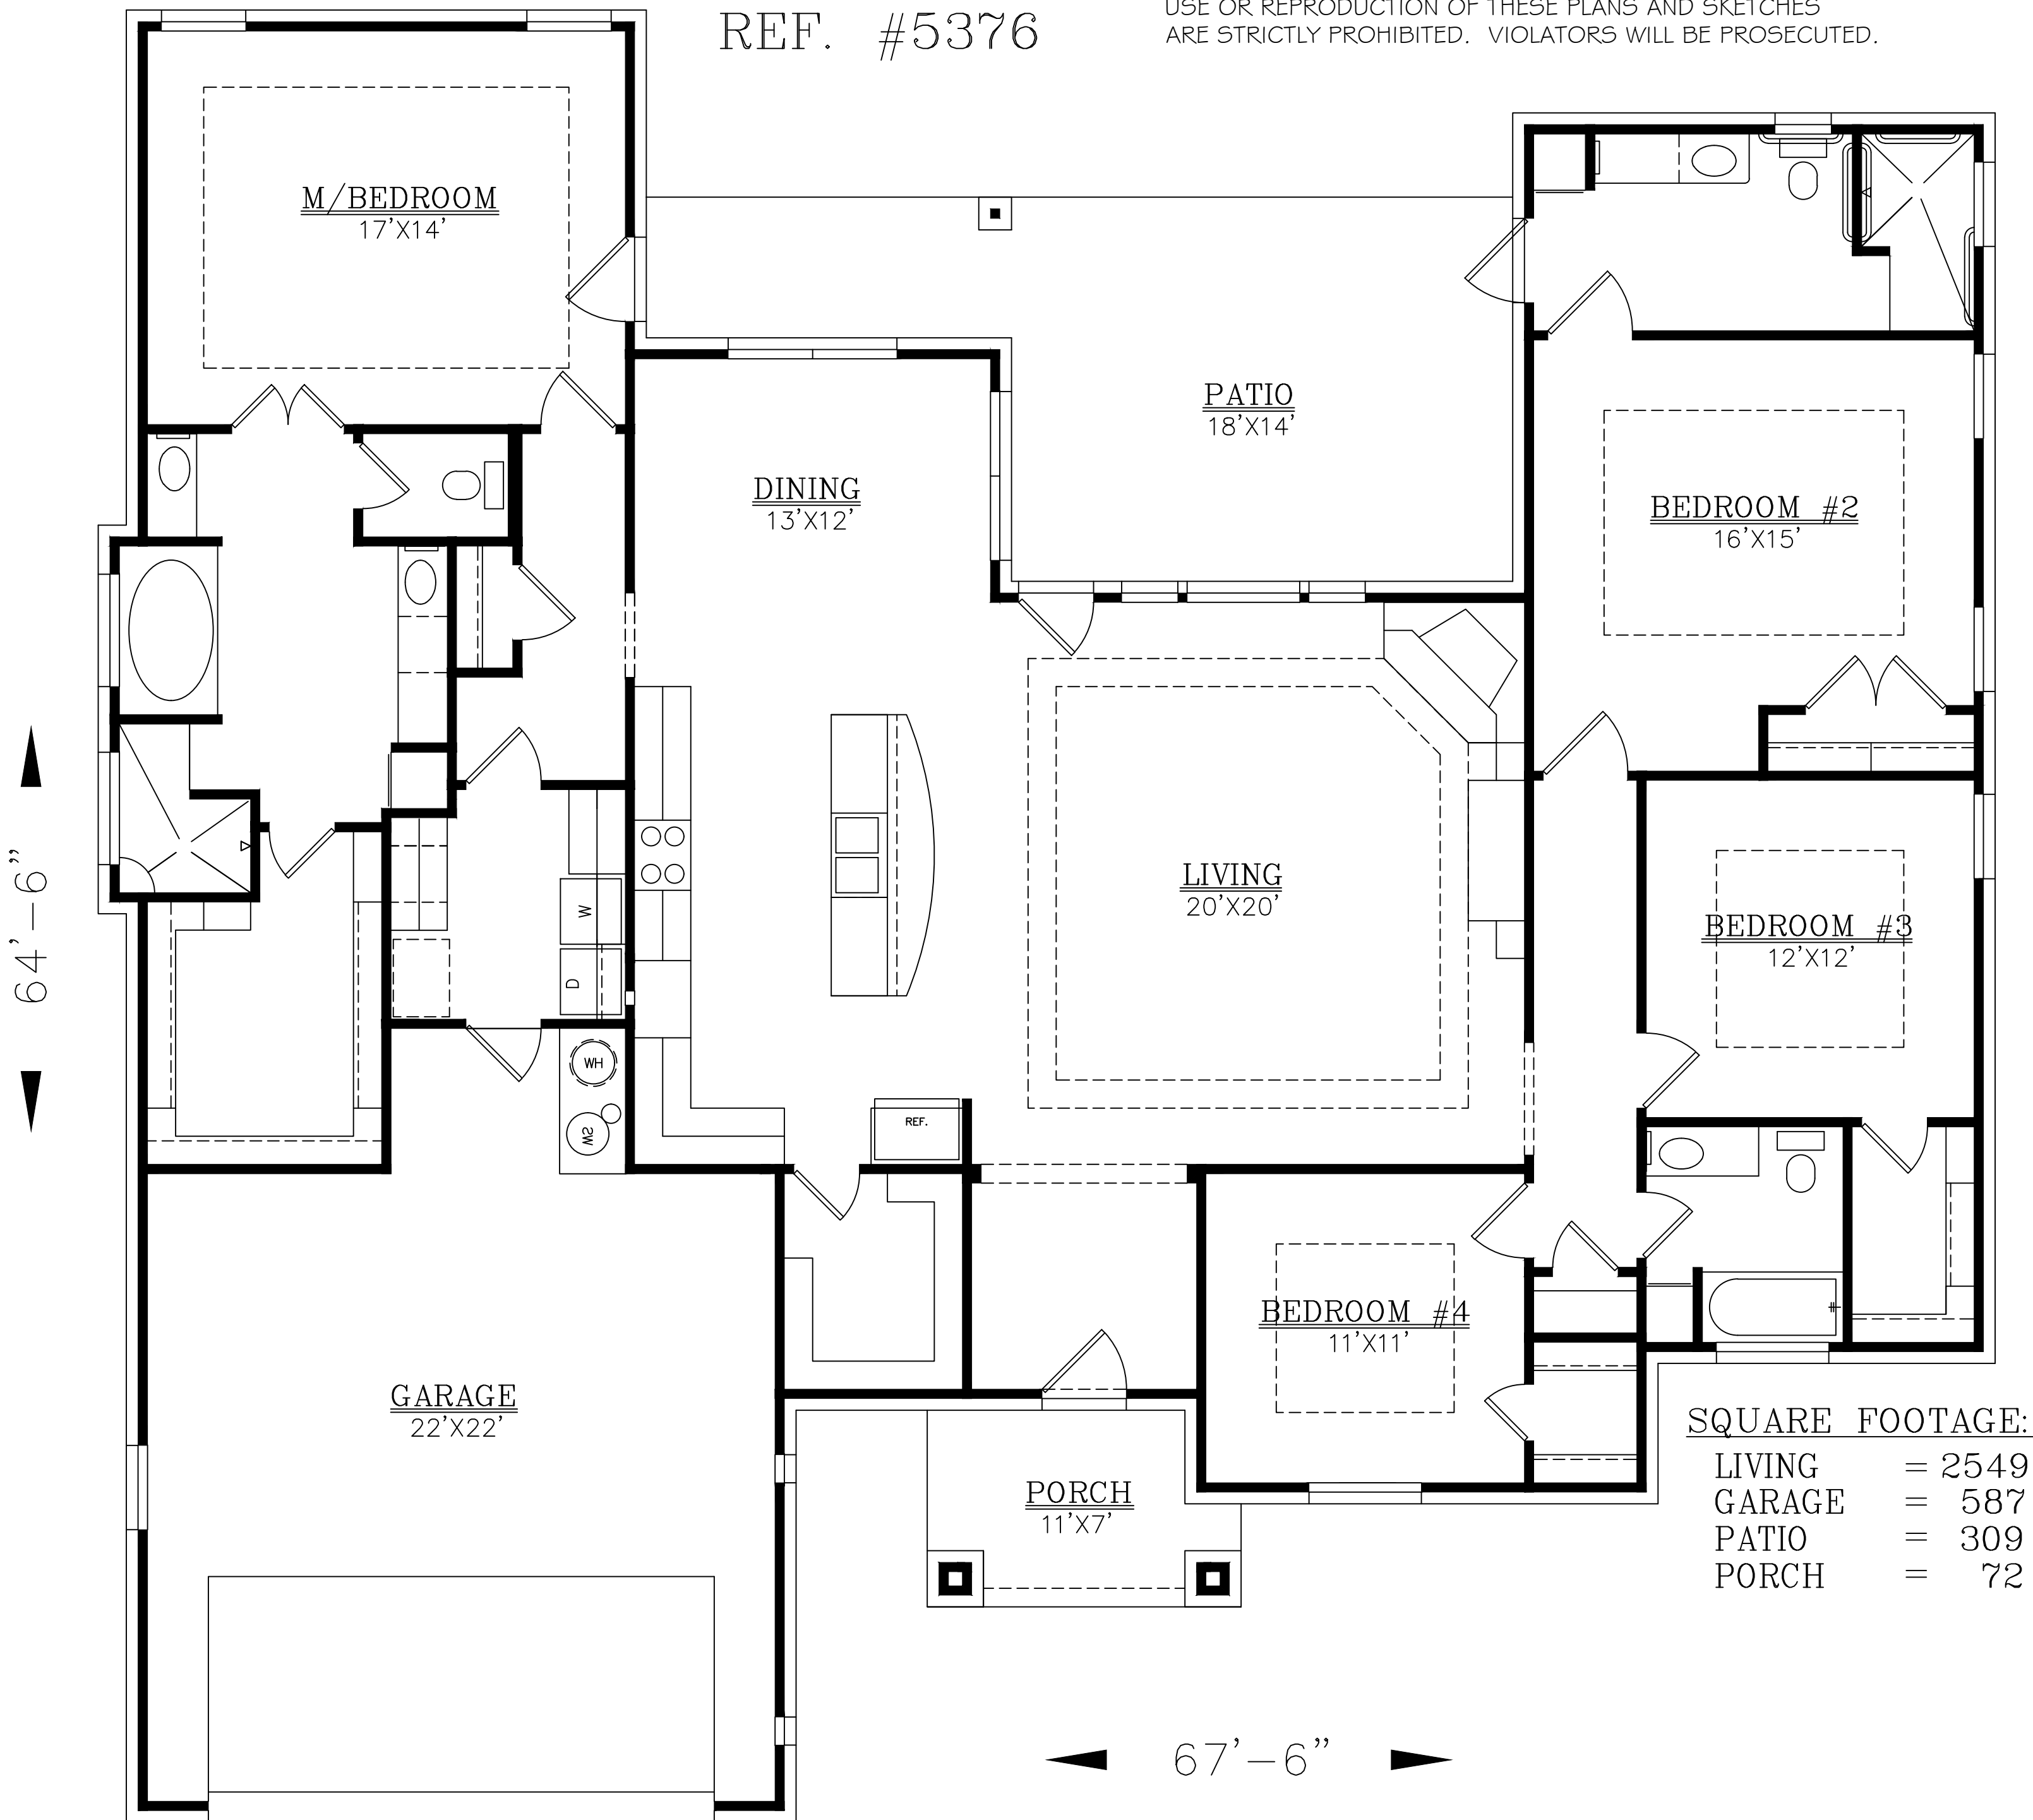 USE OR REPRODUCTION OF THESE PLANS AND SKETCHES
ARE STRICTLY PROHIBITED. VIOLATORS WILL BE PROSECUTED.
REF. #5376
M/BEDROOM
17'X14'
PATIO
18'X14'
DINING
13'X12'
BEDROOM #2
16'X15'
LIVING
20'X20'
BEDROOM #3
12'X12'
W
D
WH
WS
REF.
64'-6"
BEDROOM #4
11'X11'
GARAGE
22'X22'
PORCH
11'X7'
SQUARE FOOTAGE:
LIVING = 2549
GARAGE = 587
PATIO = 309
PORCH = 72
67'-6"